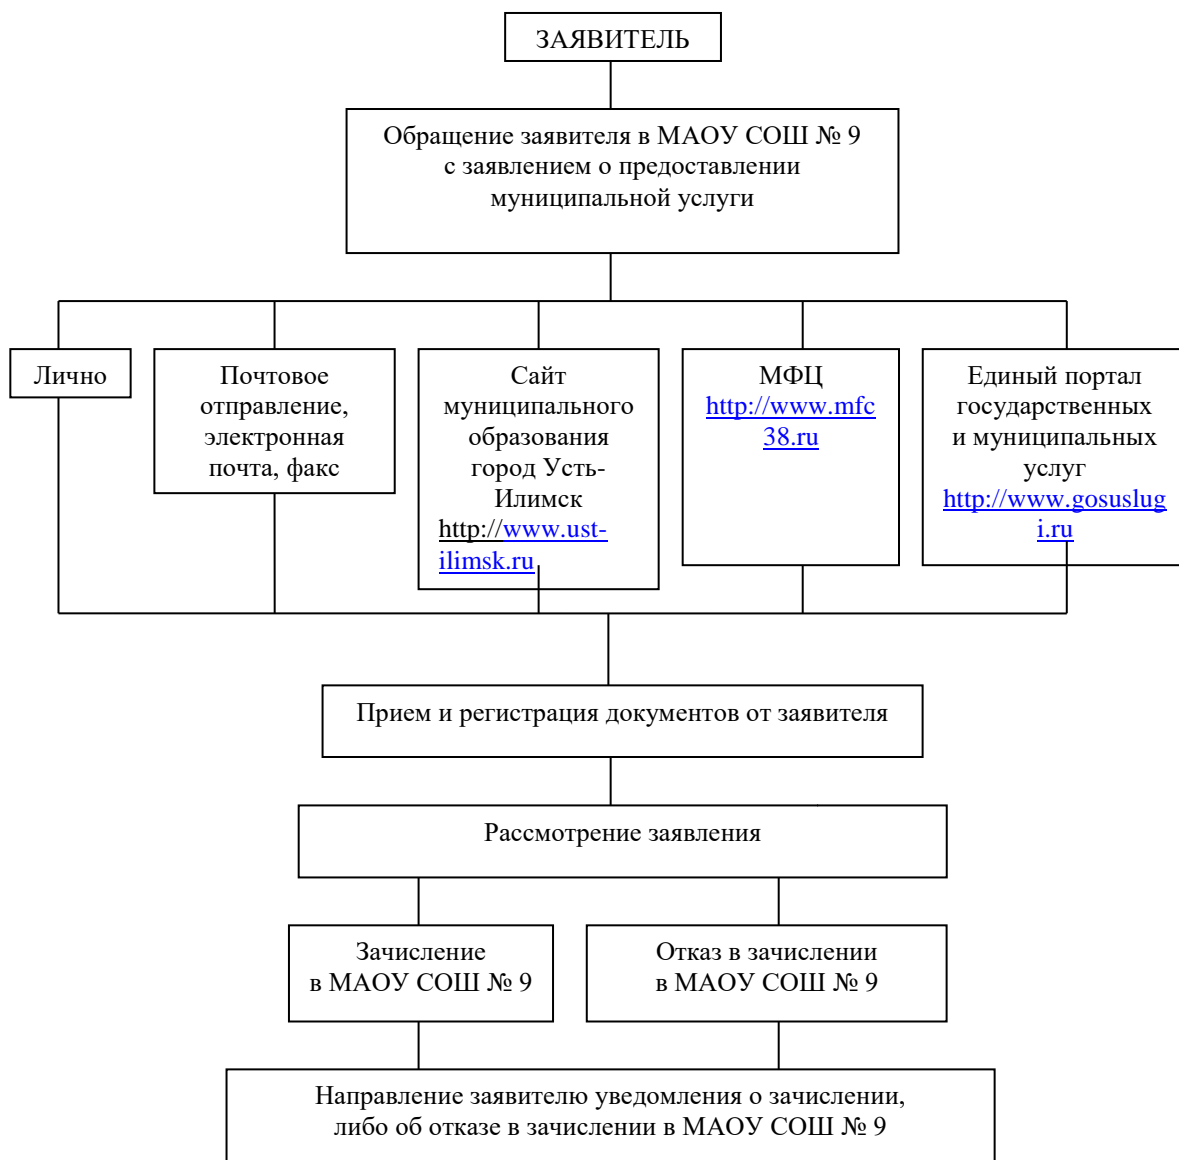 ЗАЯВИТЕЛЬ
Обращение заявителя в МАОУ СОШ № 9
с заявлением о предоставлении
муниципальной услуги
Лично
Почтовое
отправление,
электронная
почта, факс
Сайт
муниципального
образования
город Усть-
Илимск
http://www.ust-
ilimsk.ru
МФЦ
http://www.mfc
38.ru
Единый портал
государственных
и муниципальных
услуг
http://www.gosuslug
i.ru
Прием и регистрация документов от заявителя
Рассмотрение заявления
Зачисление
в МАОУ СОШ № 9
Отказ в зачислении
в МАОУ СОШ № 9
Направление заявителю уведомления о зачислении,
либо об отказе в зачислении в МАОУ СОШ № 9